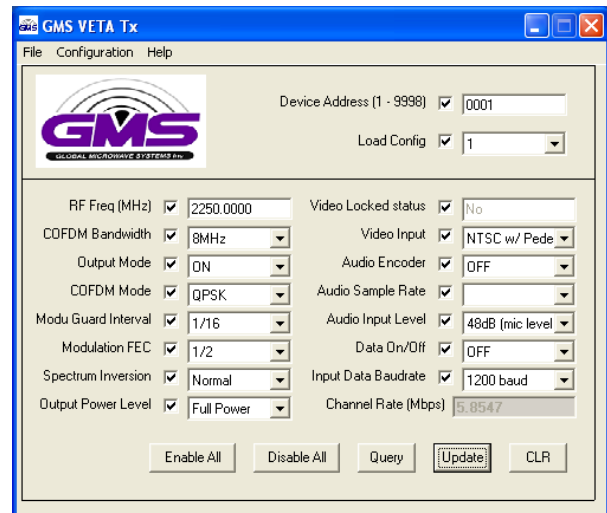 GMS VETA Tx
File Configuration Help
GMS
GLOBAL MICROWAVE SYSTEMS Inc
Device Address (1 - 9998) 0001
Load Config 1
RF Freq (MHz) 2250.0000 Video Locked status No
COFDM Bandwidth 8MHz Video Input NTSC w/ Pede
Output Mode ON Audio Encoder OFF
COFDM Mode QPSK Audio Sample Rate
Modu Guard Interval 1/16 Audio Input Level 48dB (mic level
Modulation FEC 1/2 Data On/Off OFF
Spectrum Inversion Normal Input Data Baudrate 1200 baud
Output Power Level Full Power Channel Rate (Mbps) 5.8547
Enable All Disable All Query Update CLR